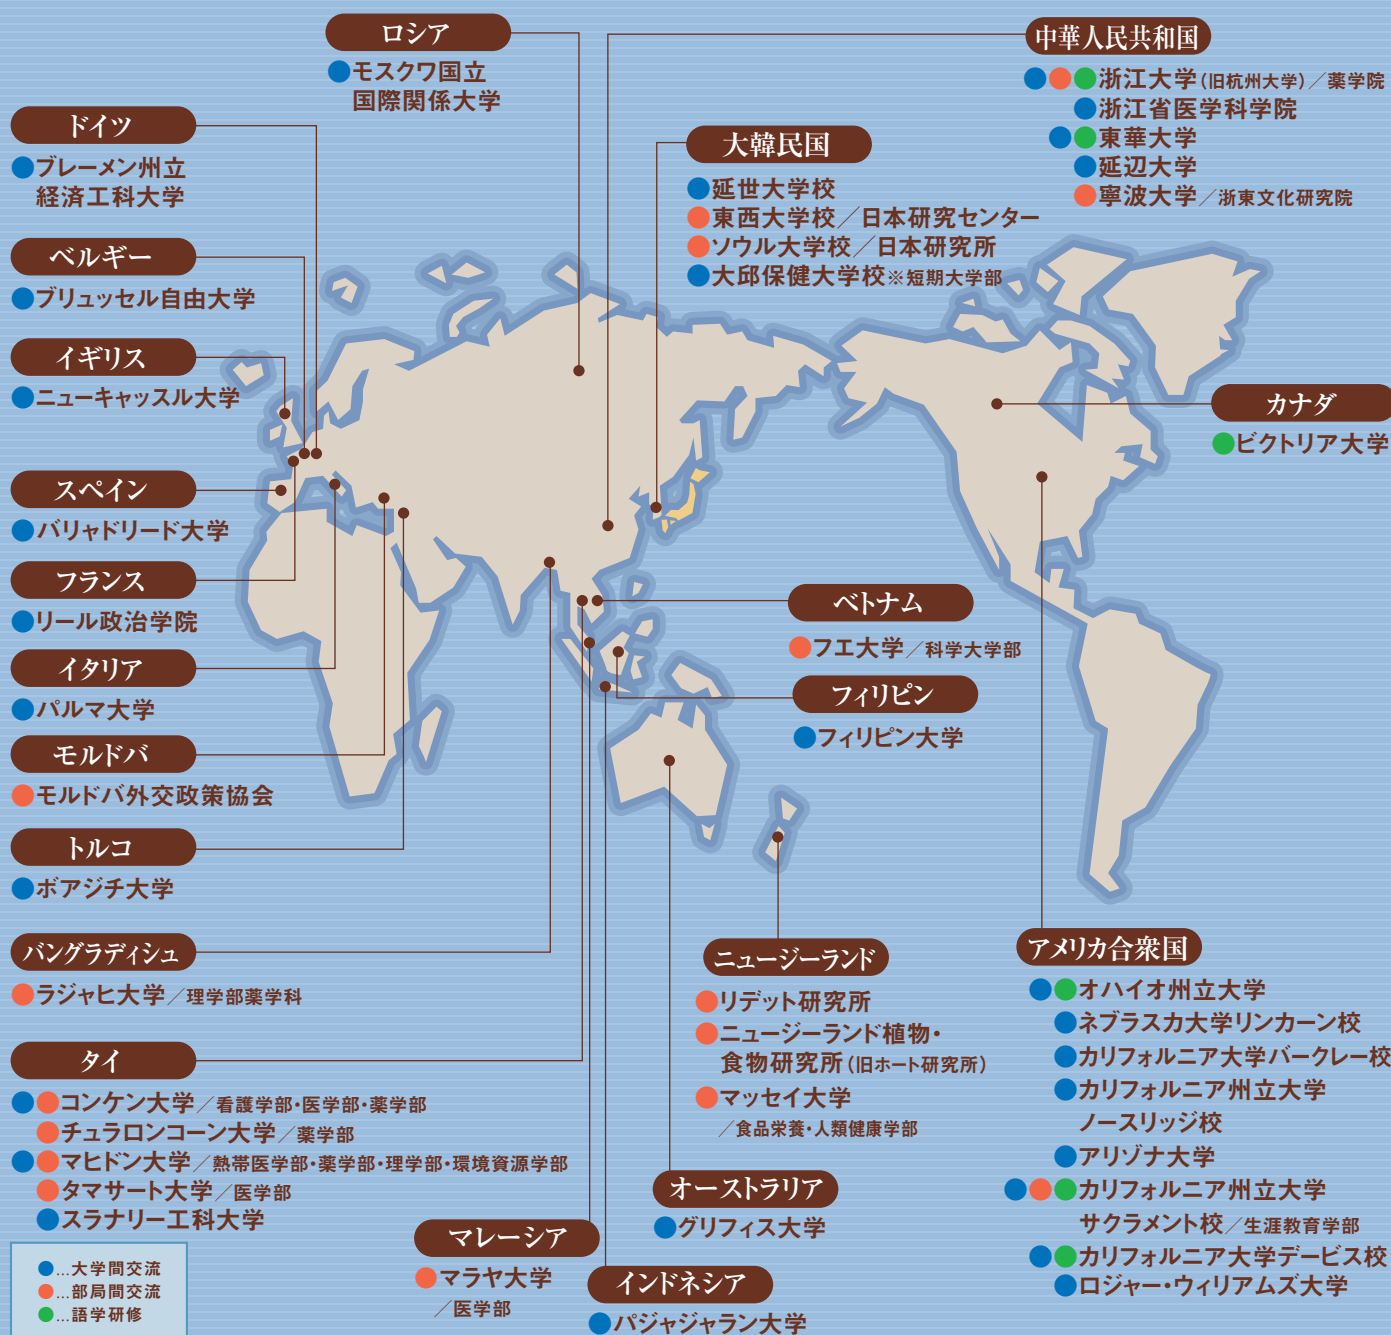 ロシア
モスクワ国立
国際関係大学
中華人民共和国
浙江大学(旧杭州大学)／薬学院
浙江省医学科学院
東華大学
延辺大学
寧波大学／浙東文化研究院
大韓民国
延世大学校
東西大学校／日本研究センター
ソウル大学校／日本研究所
大邱保健大学校※短期大学部
ドイツ
ブレーメン州立
経済工科大学
ベルギー
ブリュッセル自由大学
イギリス
ニューキャッスル大学
スペイン
バリャドリード大学
フランス
リール政治学院
イタリア
パルマ大学
モルドバ
モルドバ外交政策協会
トルコ
ボアジチ大学
バングラディシュ
ラジャヒ大学／理学部薬学科
タイ
コンケン大学／看護学部・医学部・薬学部
チュラロンコーン大学／薬学部
マヒドン大学／熱帯医学部・薬学部・理学部・環境資源学部
タマサート大学／医学部
スラナリー工科大学
カナダ
ビクトリア大学
ベトナム
フエ大学／科学大学部
フィリピン
フィリピン大学
ニュージーランド
リデット研究所
ニュージーランド植物・
食物研究所(旧ホート研究所)
マッセイ大学
／食品栄養・人類健康学部
オーストラリア
グリフィス大学
マレーシア
マラヤ大学
／医学部
インドネシア
パジャジャラン大学
アメリカ合衆国
オハイオ州立大学
ネブラスカ大学リンカーン校
カリフォルニア大学バークレー校
カリフォルニア州立大学
ノースリッジ校
アリゾナ大学
カリフォルニア州立大学
サクラメント校／生涯教育学部
カリフォルニア大学デービス校
ロジャー・ウィリアムズ大学
…大学間交流
…部局間交流
…語学研修